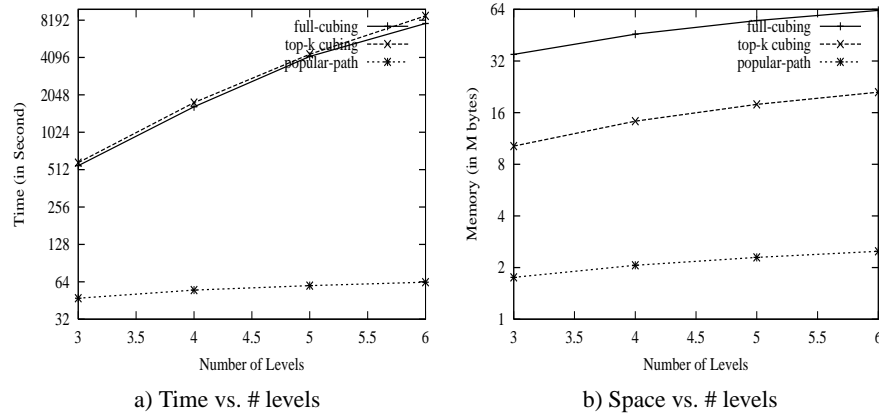 8192
4096
2048
1024
512
256
128
64
32
Time (in Second)
full-cubing
top-k cubing
popular-path
3
3.5
4
4.5
5
5.5
6
Number of Levels
a) Time vs. # levels
64
32
16
8
4
2
1
Memory (in M bytes)
full-cubing
top-k cubing
popular-path
3
3.5
4
4.5
5
5.5
6
Number of Levels
b) Space vs. # levels